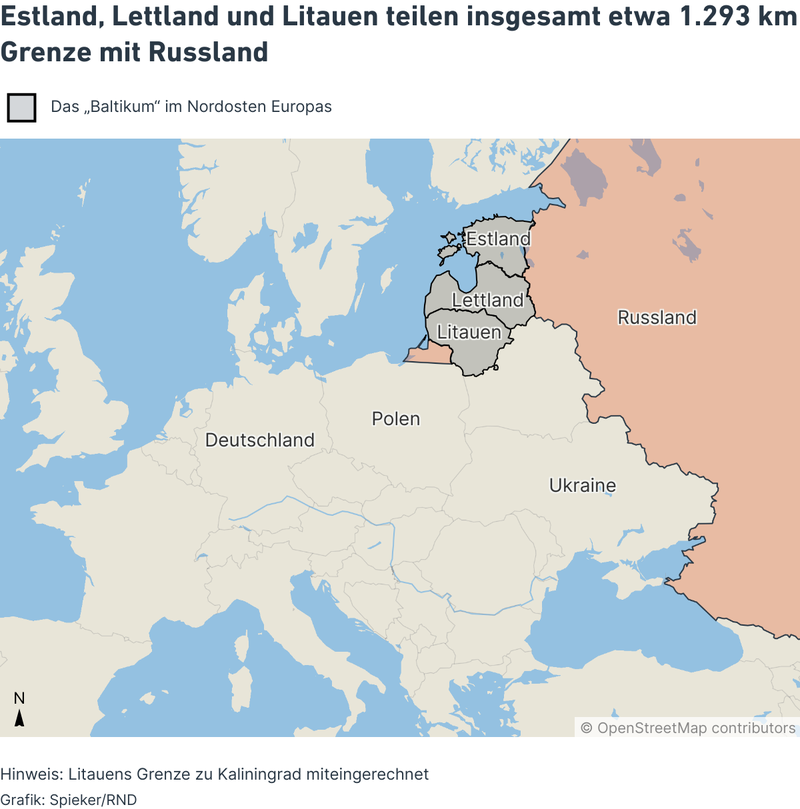 Estland, Lettland und Litauen teilen insgesamt etwa 1.293 km
Grenze mit Russland
Das „Baltikum“ im Nordosten Europas
Estland
Lettland
Russland
Litauen
Polen
Deutschland
Ukraine
N
© OpenStreetMap contributors
Hinweis: Litauens Grenze zu Kaliningrad miteingerechnet
Grafik: Spieker/RND